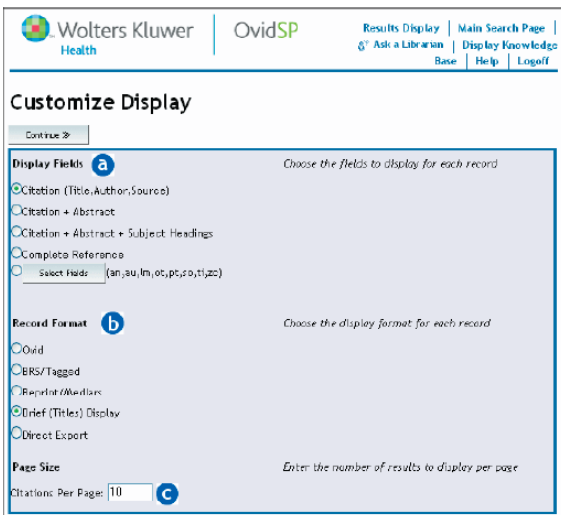 Wolters Kluwer
Health
OvidSP
Results Display | Main Search Page |
Ask a Librarian | Display Knowledge
Base | Help | Logoff
Customize Display
Continue »
Display Fields a Choose the fields to display for each record
Citation (Title,Author,Source)
Citation + Abstract
Citation + Abstract + Subject Headings
Complete Reference
Select Fields (an,au,lm,ot,pt,so,ti,zc)
Record Format b Choose the display format for each record
Ovid
BRS/Tagged
Reprint/Medlars
Brief (Titles) Display
Direct Export
Page Size Enter the number of results to display per page
Citations Per Page: 10 c